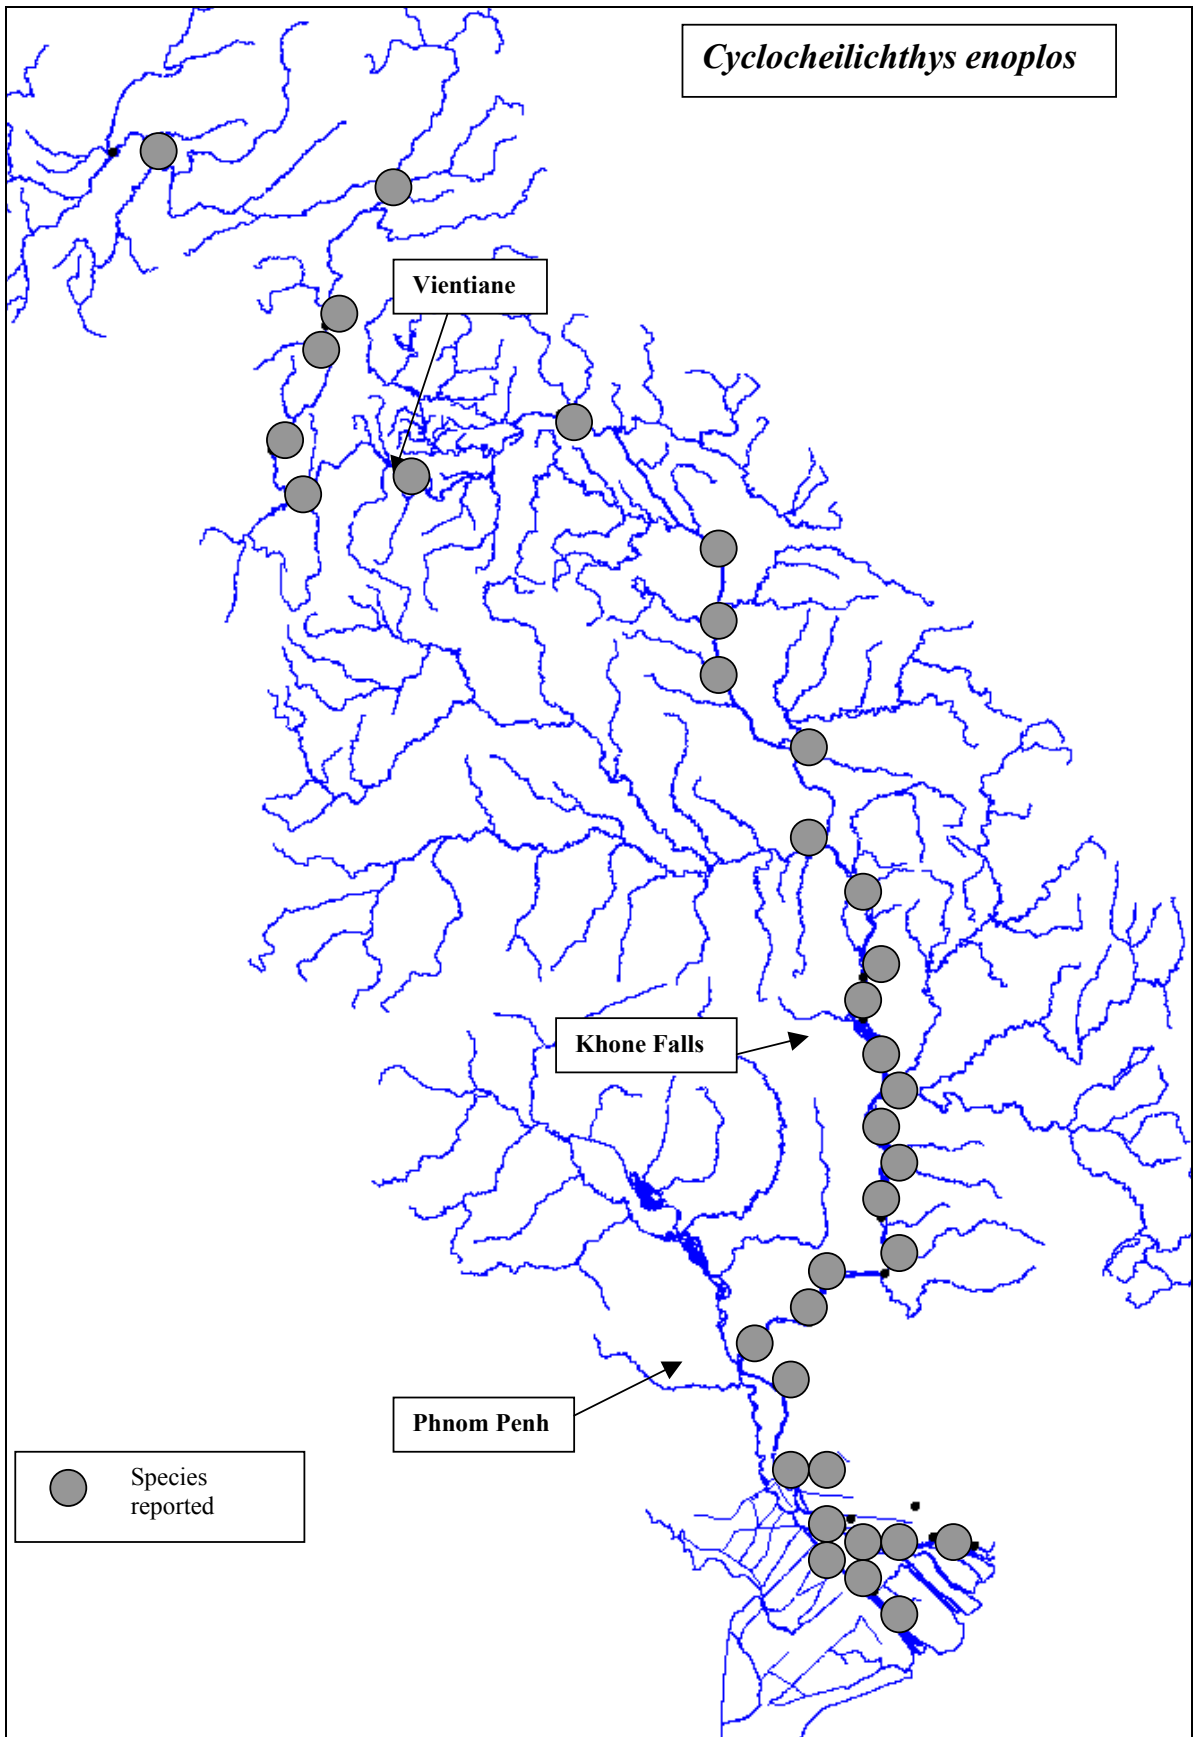 Cyclocheilichthys enoplos
Vientiane
Khone Falls
Phnom Penh
Species
reported